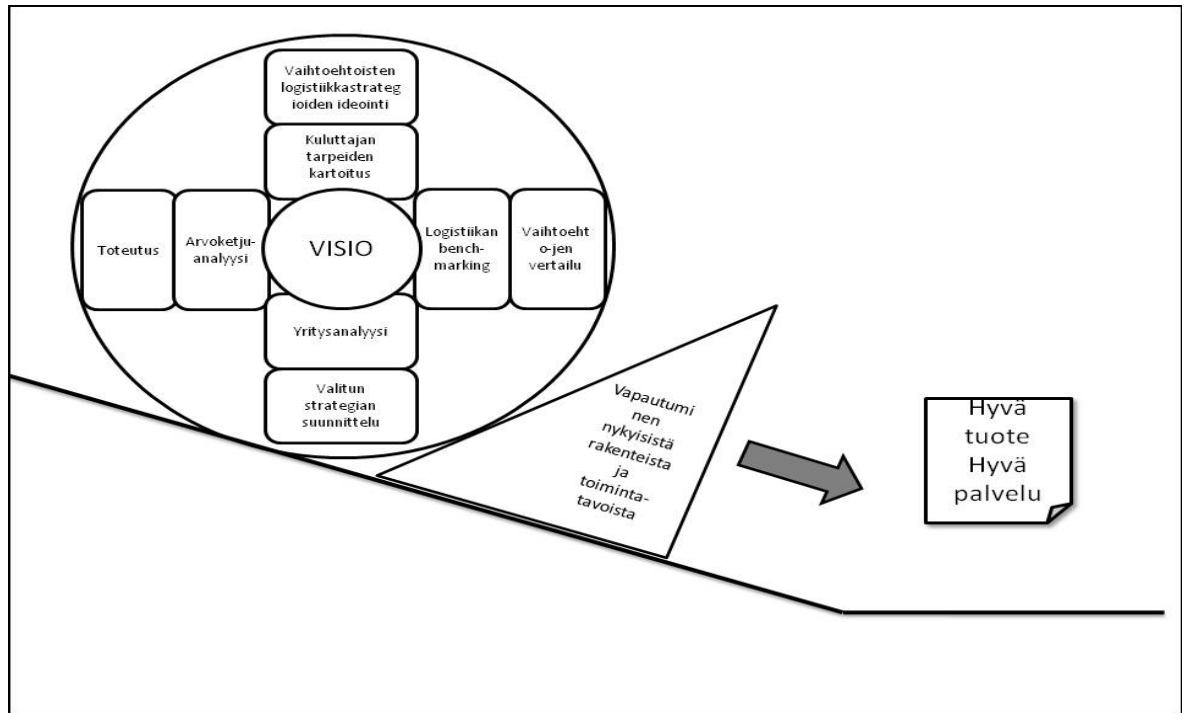 Vaihtoehtoisten
logistiikkastrateg
ioiden ideointi
Kuluttajan
tarpeiden
kartoitus
Toteutus
Arvoketju-
analyysi
VISIO
Logistiikan
bench-
marking
Vaihtoeht
o-jen
vertailu
Yritysanalyysi
Valitun
strategian
suunnittelu
Vapautumi
nen
nykyisistä
rakenteista
ja
toiminta-
tavoista
Hyvä
tuote
Hyvä
palvelu